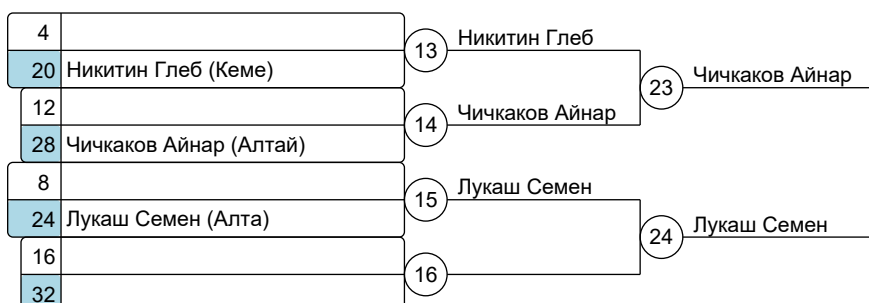 4
20 Никитин Глеб (Кеме)
13
Никитин Глеб
12
28 Чичкаков Айнар (Алтай)
14
Чичкаков Айнар
23
Чичкаков Айнар
8
24 Лукаш Семен (Алта)
15
Лукаш Семен
16
32
16
24
Лукаш Семен